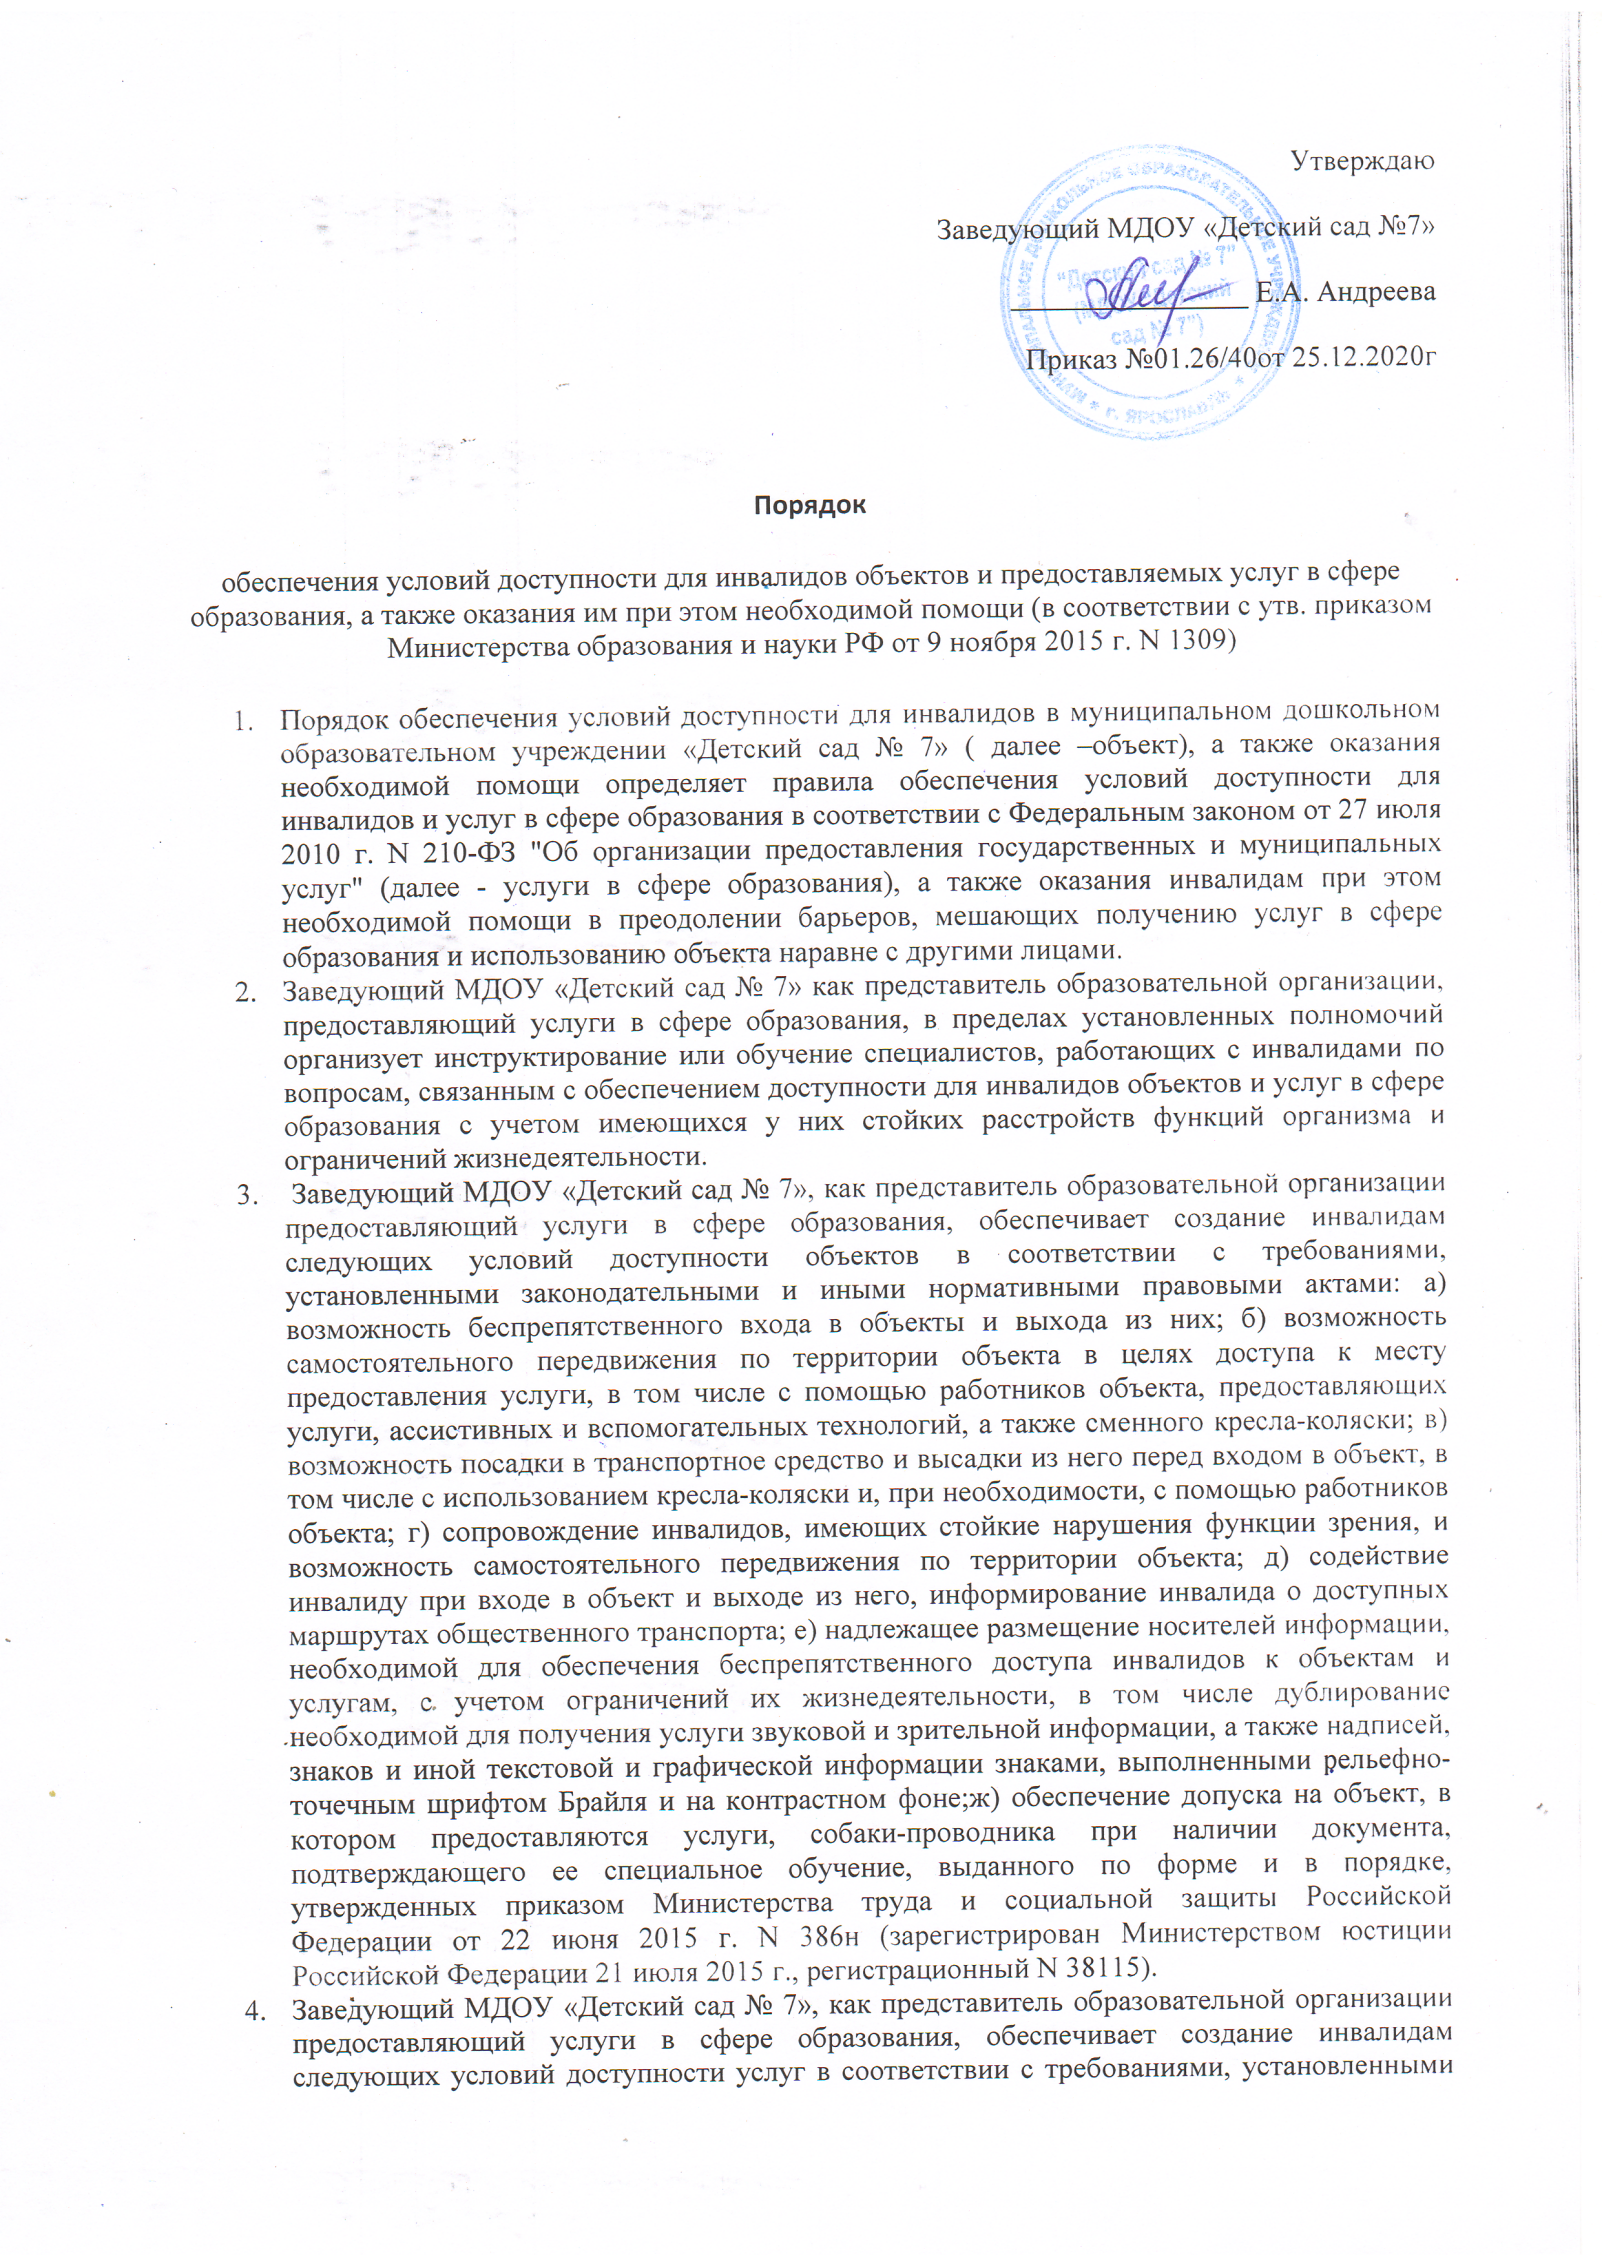 Утверждаю
Заведующий МДОУ «Детский сад №7»
Е.А. Андреева
Приказ №01.26/40от 25.12.2020г
"Детский сад № 7"
сад № 7")
г. ЯРОСЛАВЛЬ
Порядок
обеспечения условий доступности для инвалидов объектов и предоставляемых услуг в сфере
образования, а также оказания им при этом необходимой помощи (в соответствии с утв. приказом
Министерства образования и науки РФ от 9 ноября 2015 г. N 1309)
1. Порядок обеспечения условий доступности для инвалидов в муниципальном дошкольном
образовательном учреждении «Детский сад № 7» ( далее –объект), а также оказания
необходимой помощи определяет правила обеспечения условий доступности для
инвалидов и услуг в сфере образования в соответствии с Федеральным законом от 27 июля
2010 г. N 210-ФЗ "Об организации предоставления государственных и муниципальных
услуг" (далее - услуги в сфере образования), а также оказания инвалидам при этом
необходимой помощи в преодолении барьеров, мешающих получению услуг в сфере
образования и использованию объекта наравне с другими лицами.
2. Заведующий МДОУ «Детский сад № 7» как представитель образовательной организации,
предоставляющий услуги в сфере образования, в пределах установленных полномочий
организует инструктирование или обучение специалистов, работающих с инвалидами по
вопросам, связанным с обеспечением доступности для инвалидов объектов и услуг в сфере
образования с учетом имеющихся у них стойких расстройств функций организма и
ограничений жизнедеятельности.
3. Заведующий МДОУ «Детский сад № 7», как представитель образовательной организации
предоставляющий услуги в сфере образования, обеспечивает создание инвалидам
следующих условий доступности объектов в соответствии с требованиями,
установленными законодательными и иными нормативными правовыми актами: а)
возможность беспрепятственного входа в объекты и выхода из них; б) возможность
самостоятельного передвижения по территории объекта в целях доступа к месту
предоставления услуги, в том числе с помощью работников объекта, предоставляющих
услуги, ассистивных и вспомогательных технологий, а также сменного кресла-коляски; в)
возможность посадки в транспортное средство и высадки из него перед входом в объект, в
том числе с использованием кресла-коляски и, при необходимости, с помощью работников
объекта; г) сопровождение инвалидов, имеющих стойкие нарушения функции зрения, и
возможность самостоятельного передвижения по территории объекта; д) содействие
инвалиду при входе в объект и выходе из него, информирование инвалида о доступных
маршрутах общественного транспорта; е) надлежащее размещение носителей информации,
необходимой для обеспечения беспрепятственного доступа инвалидов к объектам и
услугам, с учетом ограничений их жизнедеятельности, в том числе дублирование
необходимой для получения услуги звуковой и зрительной информации, а также надписей,
знаков и иной текстовой и графической информации знаками, выполненными рельефно-
точечным шрифтом Брайля и на контрастном фоне;ж) обеспечение допуска на объект, в
котором предоставляются услуги, собаки-проводника при наличии документа,
подтверждающего ее специальное обучение, выданного по форме и в порядке,
утвержденных приказом Министерства труда и социальной защиты Российской
Федерации от 22 июня 2015 г. N 386н (зарегистрирован Министерством юстиции
Российской Федерации 21 июля 2015 г., регистрационный N 38115).
4. Заведующий МДОУ «Детский сад № 7», как представитель образовательной организации
предоставляющий услуги в сфере образования, обеспечивает создание инвалидам
следующих условий доступности услуг в соответствии с требованиями, установленными